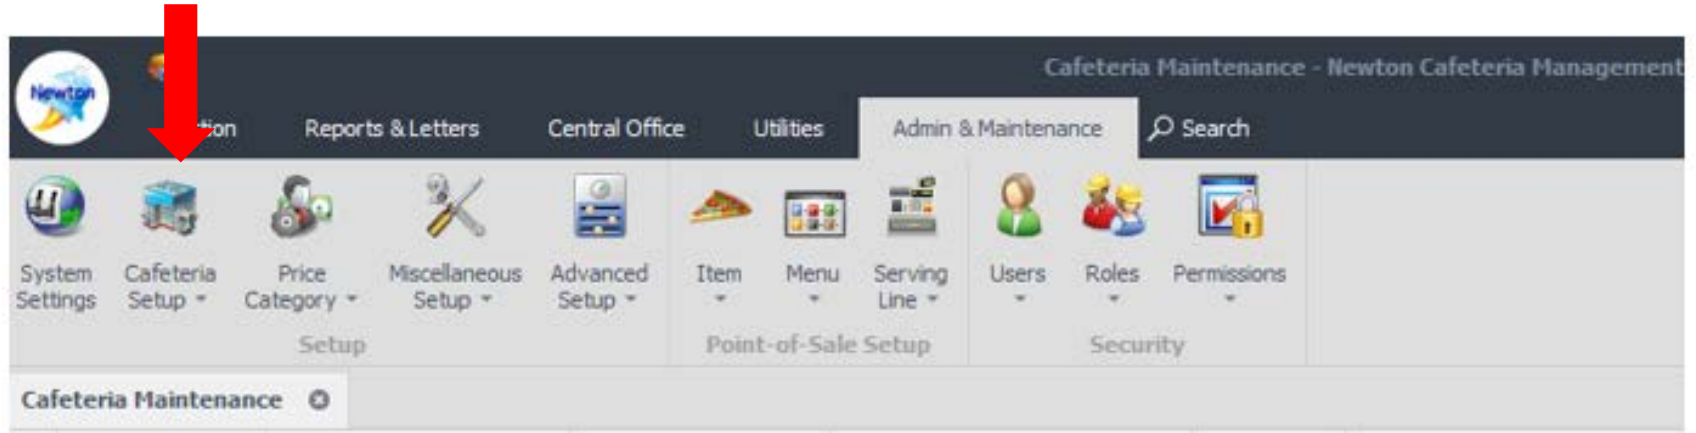 Cafeteria Maintenance - Newton Cafeteria Management
Newton
Reports & Letters Central Office Utilities Admin & Maintenance Search
System Settings
Cafeteria Setup
Price Category
Miscellaneous Setup
Advanced Setup
Item
Menu
Serving Line
Users
Roles
Permissions
Setup Point-of-Sale Setup Security
Cafeteria Maintenance